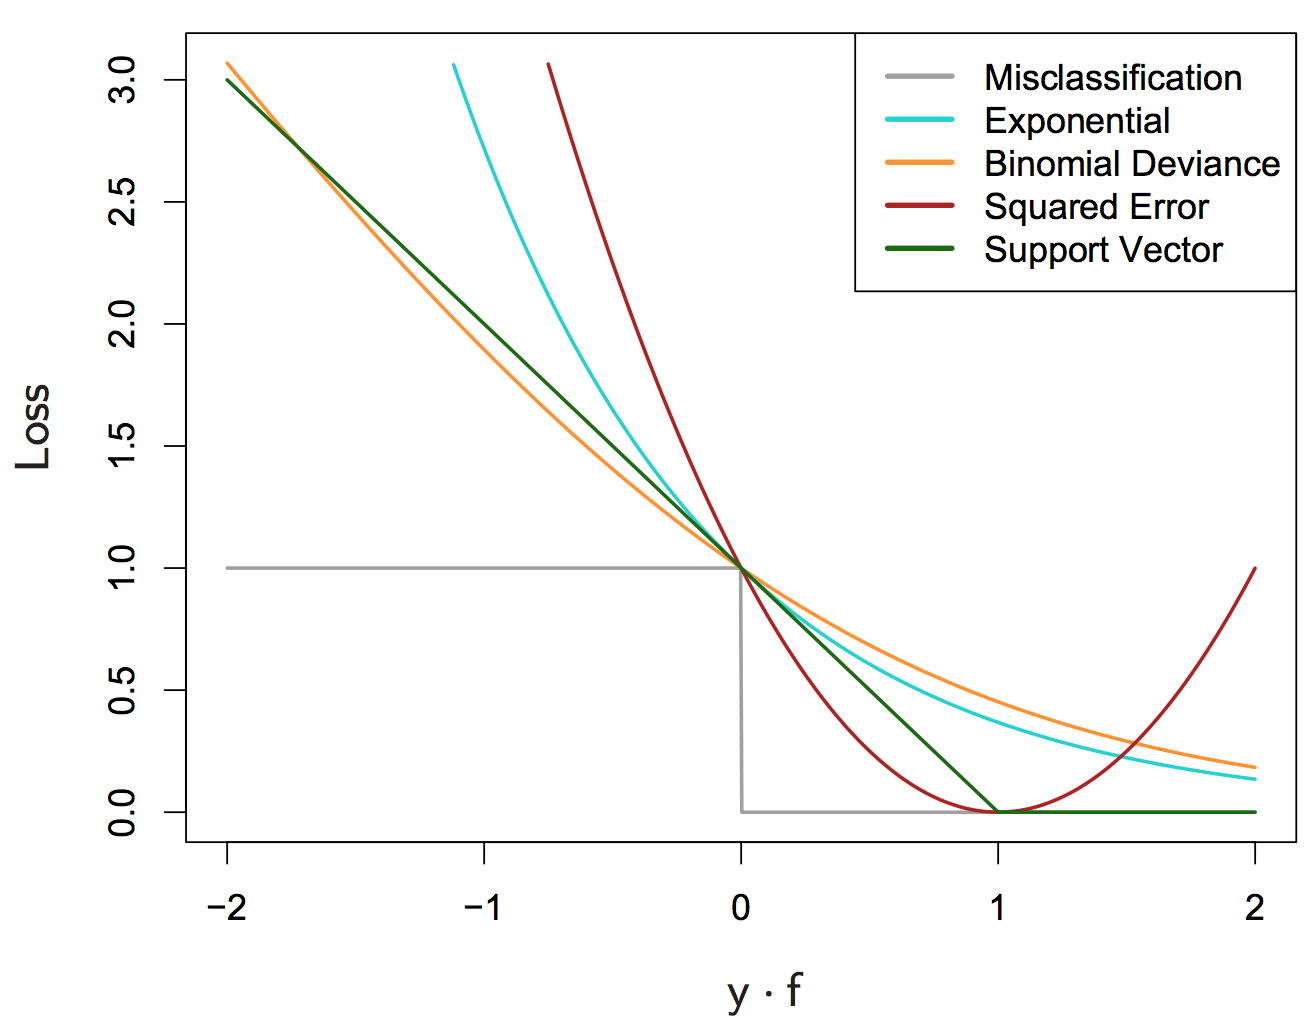 Misclassification
Exponential
Binomial Deviance
Squared Error
Support Vector
Loss
3.0
2.5
2.0
1.5
1.0
0.5
0.0
−2 −1 0 1 2
y · f